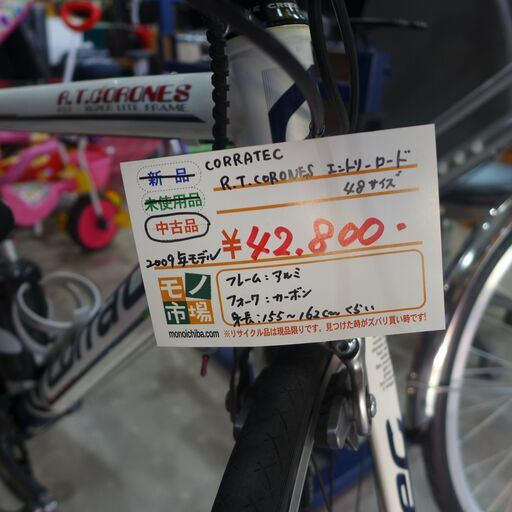 R.T.CORONES
SUPER LITE FRAME
新品
未使用品
中古品
CORRATEC
R.T.CORONES エントリーロード
48サイズ
2009年モデル
¥42,800.
フレーム:アルミ
フォーク:カーボン
身長:155~162cmくらい
モノ市場
monoichiba.com
※リサイクル品は現品限りです。見つけた時がズバリ買い時です!